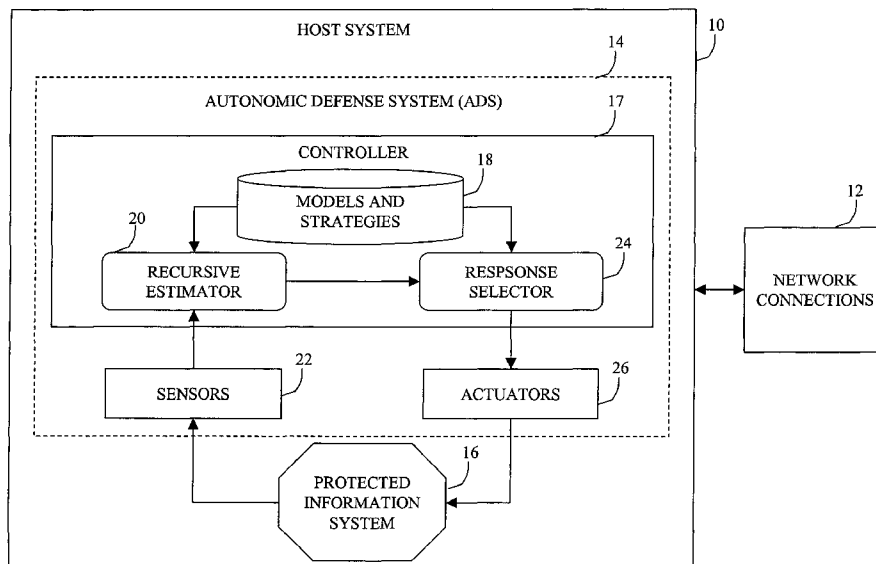 HOST SYSTEM
10
14
AUTONOMIC DEFENSE SYSTEM (ADS)
17
CONTROLLER
18
MODELS AND
STRATEGIES
12
20
24
RECURSIVE
ESTIMATOR
RESPSONSE
SELECTOR
NETWORK
CONNECTIONS
22
26
SENSORS
ACTUATORS
16
PROTECTED
INFORMATION
SYSTEM